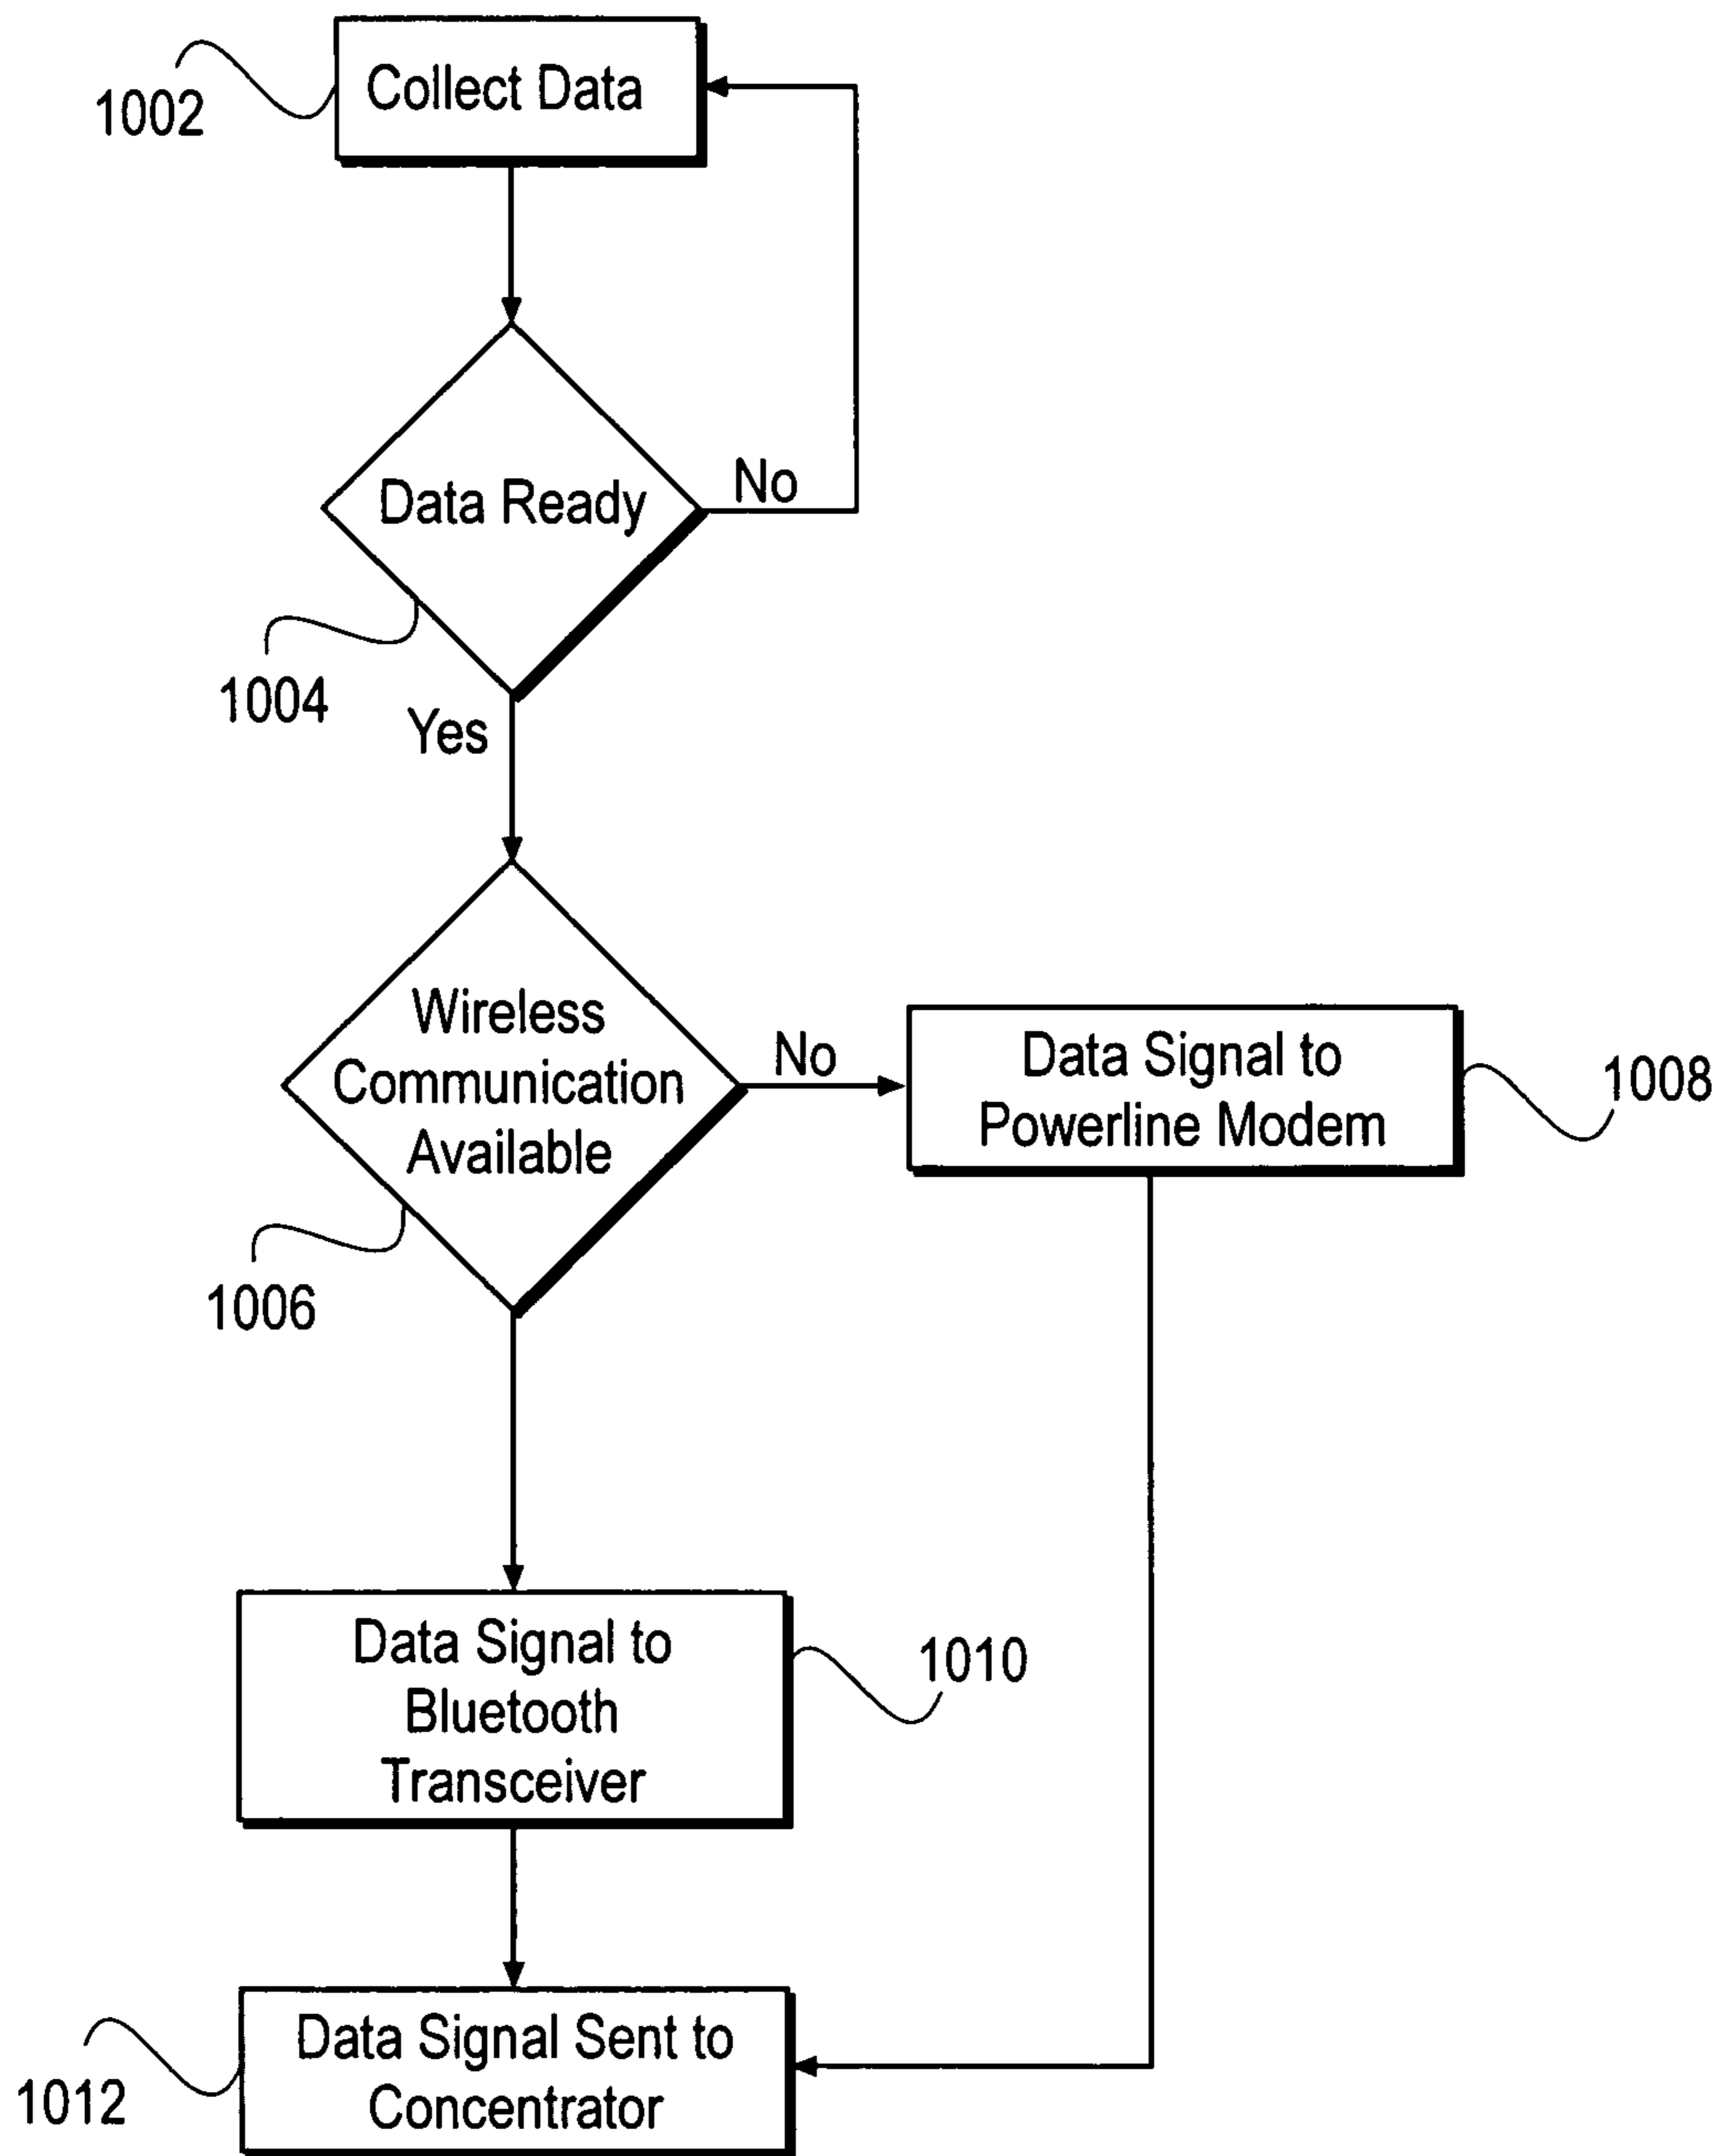 Collect Data
1002
Data Ready
No
1004
Yes
Wireless
Communication
Available
No
Data Signal to
Powerline Modem
1008
1006
Data Signal to
Bluetooth
Transceiver
1010
Data Signal Sent to
Concentrator
1012